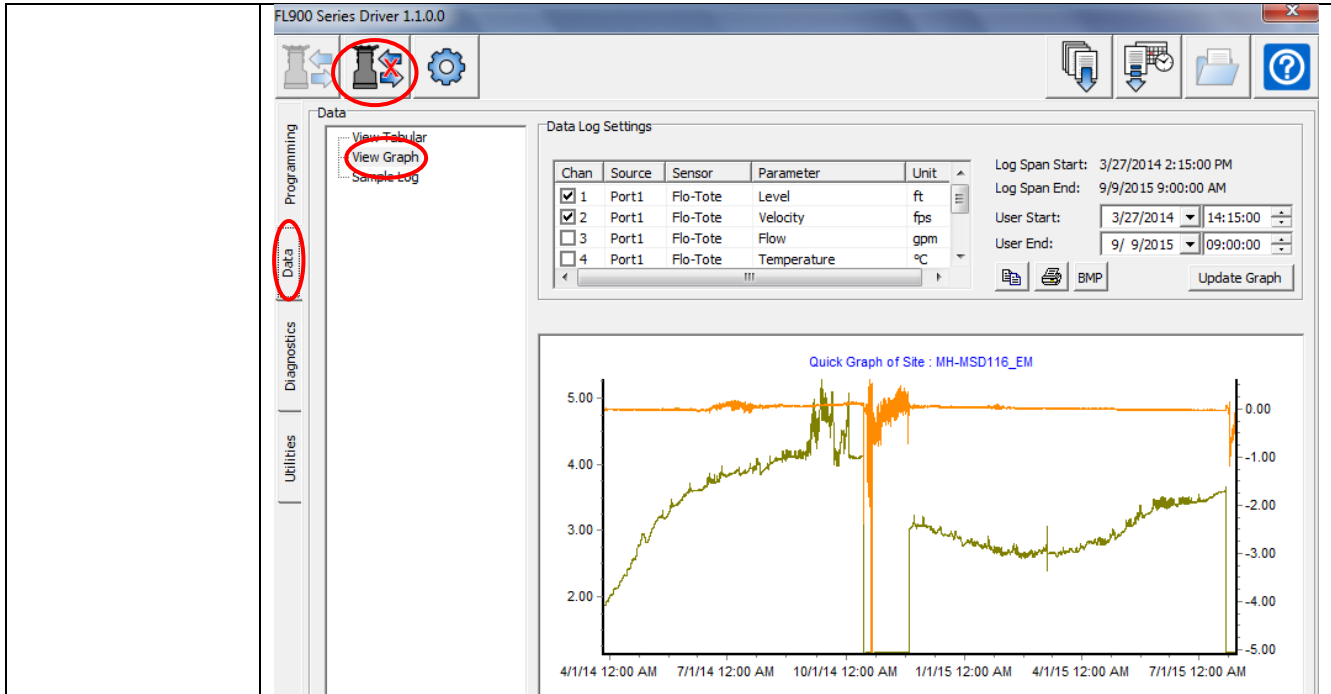 FL900 Series Driver 1.1.0.0
Programming
Data
Diagnostics
Utilities
Data
View Tabular
View Graph
Sample Log
Data Log Settings
Chan Source Sensor Parameter Unit
1 Port1 Flo-Tote Level ft
2 Port1 Flo-Tote Velocity fps
3 Port1 Flo-Tote Flow gpm
4 Port1 Flo-Tote Temperature ºC
Log Span Start: 3/27/2014 2:15:00 PM
Log Span End: 9/9/2015 9:00:00 AM
User Start: 3/27/2014 14:15:00
User End: 9/ 9/2015 09:00:00
BMP
Update Graph
Quick Graph of Site : MH-MSD116_EM
5.00
4.00
3.00
2.00
0.00
-1.00
-2.00
-3.00
-4.00
-5.00
4/1/14 12:00 AM 7/1/14 12:00 AM 10/1/14 12:00 AM 1/1/15 12:00 AM 4/1/15 12:00 AM 7/1/15 12:00 AM